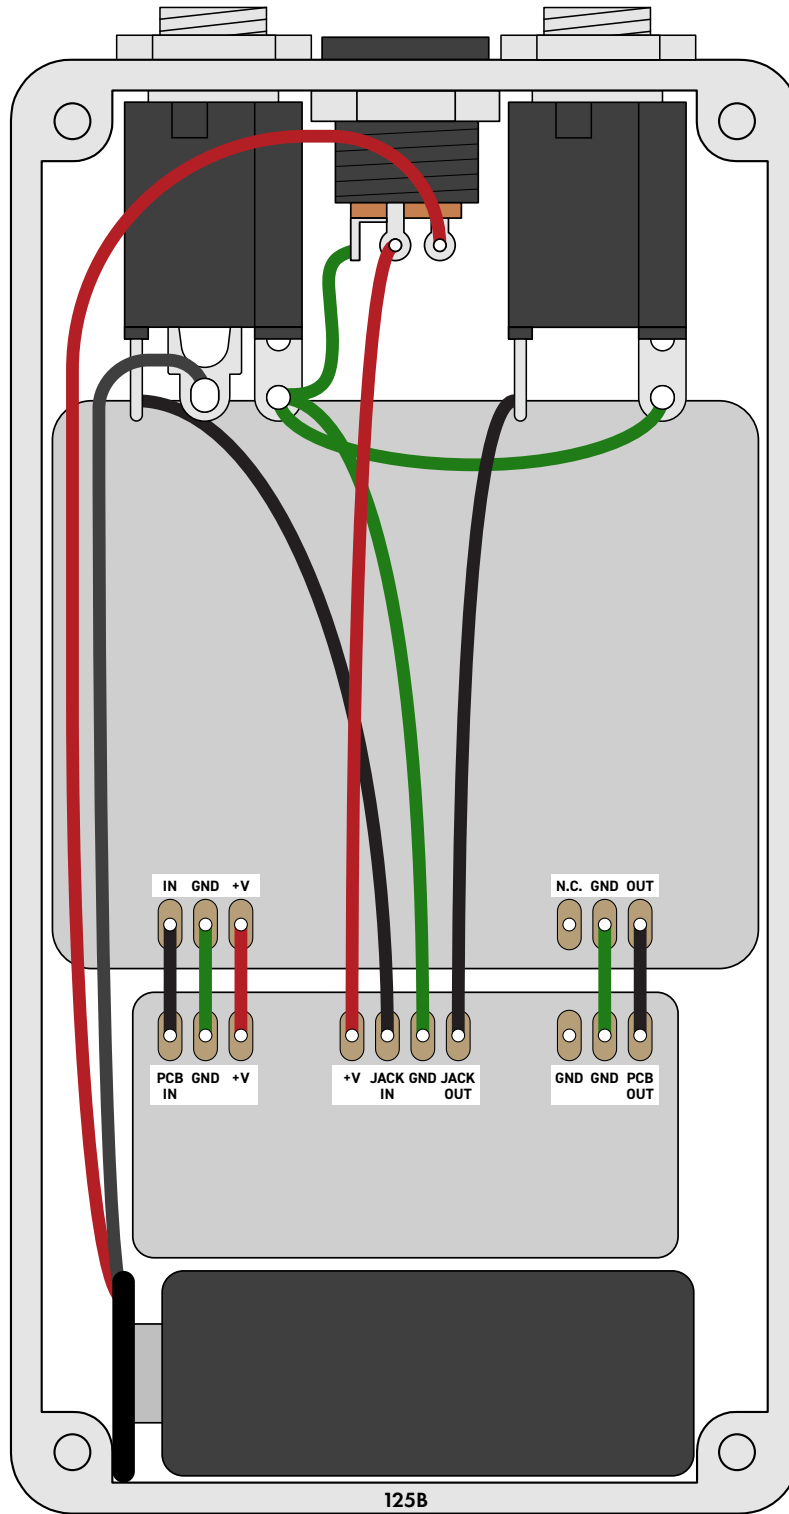 IN GND +V
N.C. GND OUT
PCB IN GND +V
+V JACK IN GND JACK OUT
GND GND PCB OUT
125B